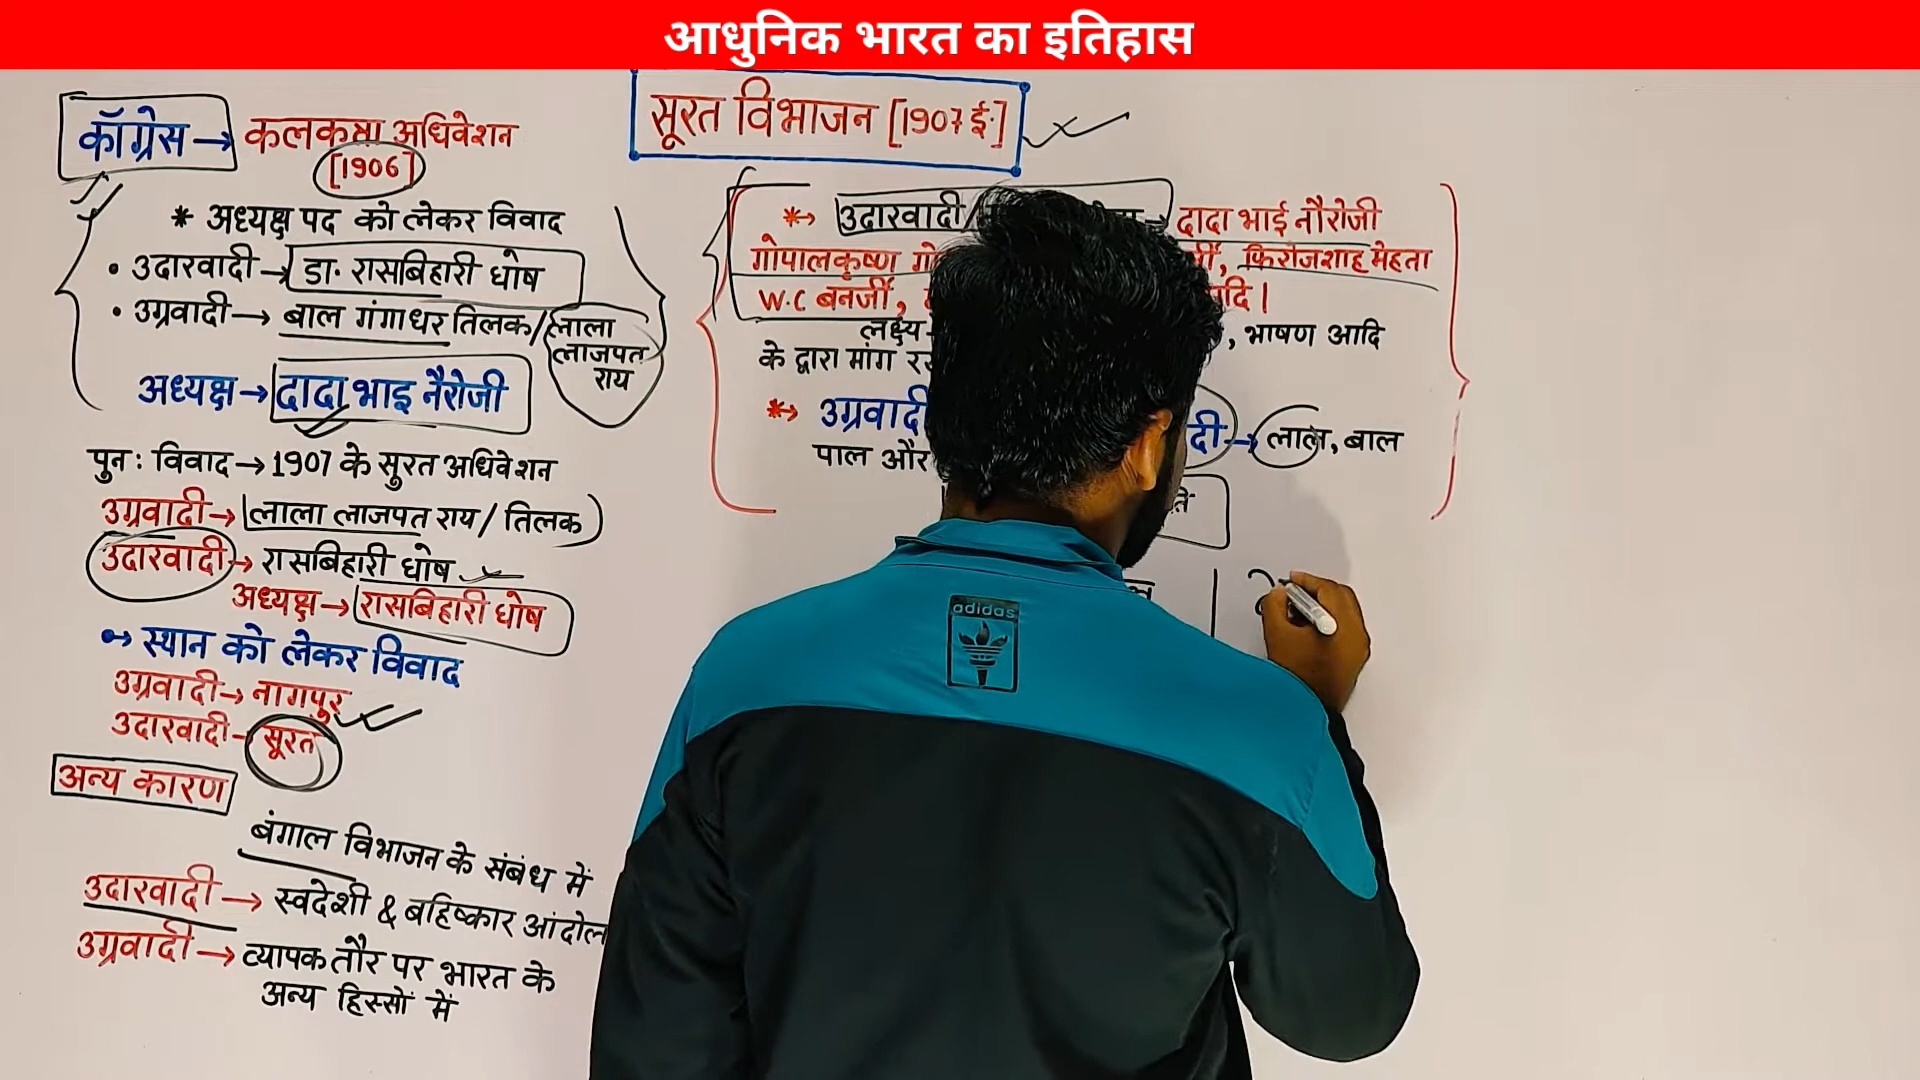 आधुनिक भारत का इतिहास
सूरत विभाजन [1907 ई॰]
काँग्रेस → कलकत्ता अधिवेशन
[1906]
* अध्यक्ष पद को लेकर विवाद
• उदारवादी → डा॰ रासबिहारी घोष
• उग्रवादी → बाल गंगाधर तिलक/लाला
लाजपत
राय
अध्यक्ष → दादा भाई नैरोजी
पुन: विवाद → 1907 के सुरत अधिवेशन
उग्रवादी → लाला लाजपत राय / तिलक
उदारवादी → रासबिहारी घोष
अध्यक्ष → रासबिहारी घोष
स्थान को लेकर विवाद
उग्रवादी → नागपुर
उदारवादी - सूरत
अन्य कारण
बंगाल विभाजन के संबंध में
उदारवादी → स्वदेशी & बहिष्कार आंदोल
उग्रवादी → व्यापक तौर पर भारत के
अन्य हिस्सों में
* → उदारवादी / → दादा भाई नौरोजी
गोपालकृष्ण फिरोजशाह मेहता
W.C बनर्जी,
लक्ष्य - , भाषण आदि
के द्वारा मांग
* → उग्रवादी → लाल, बाल
पाल और
adidas